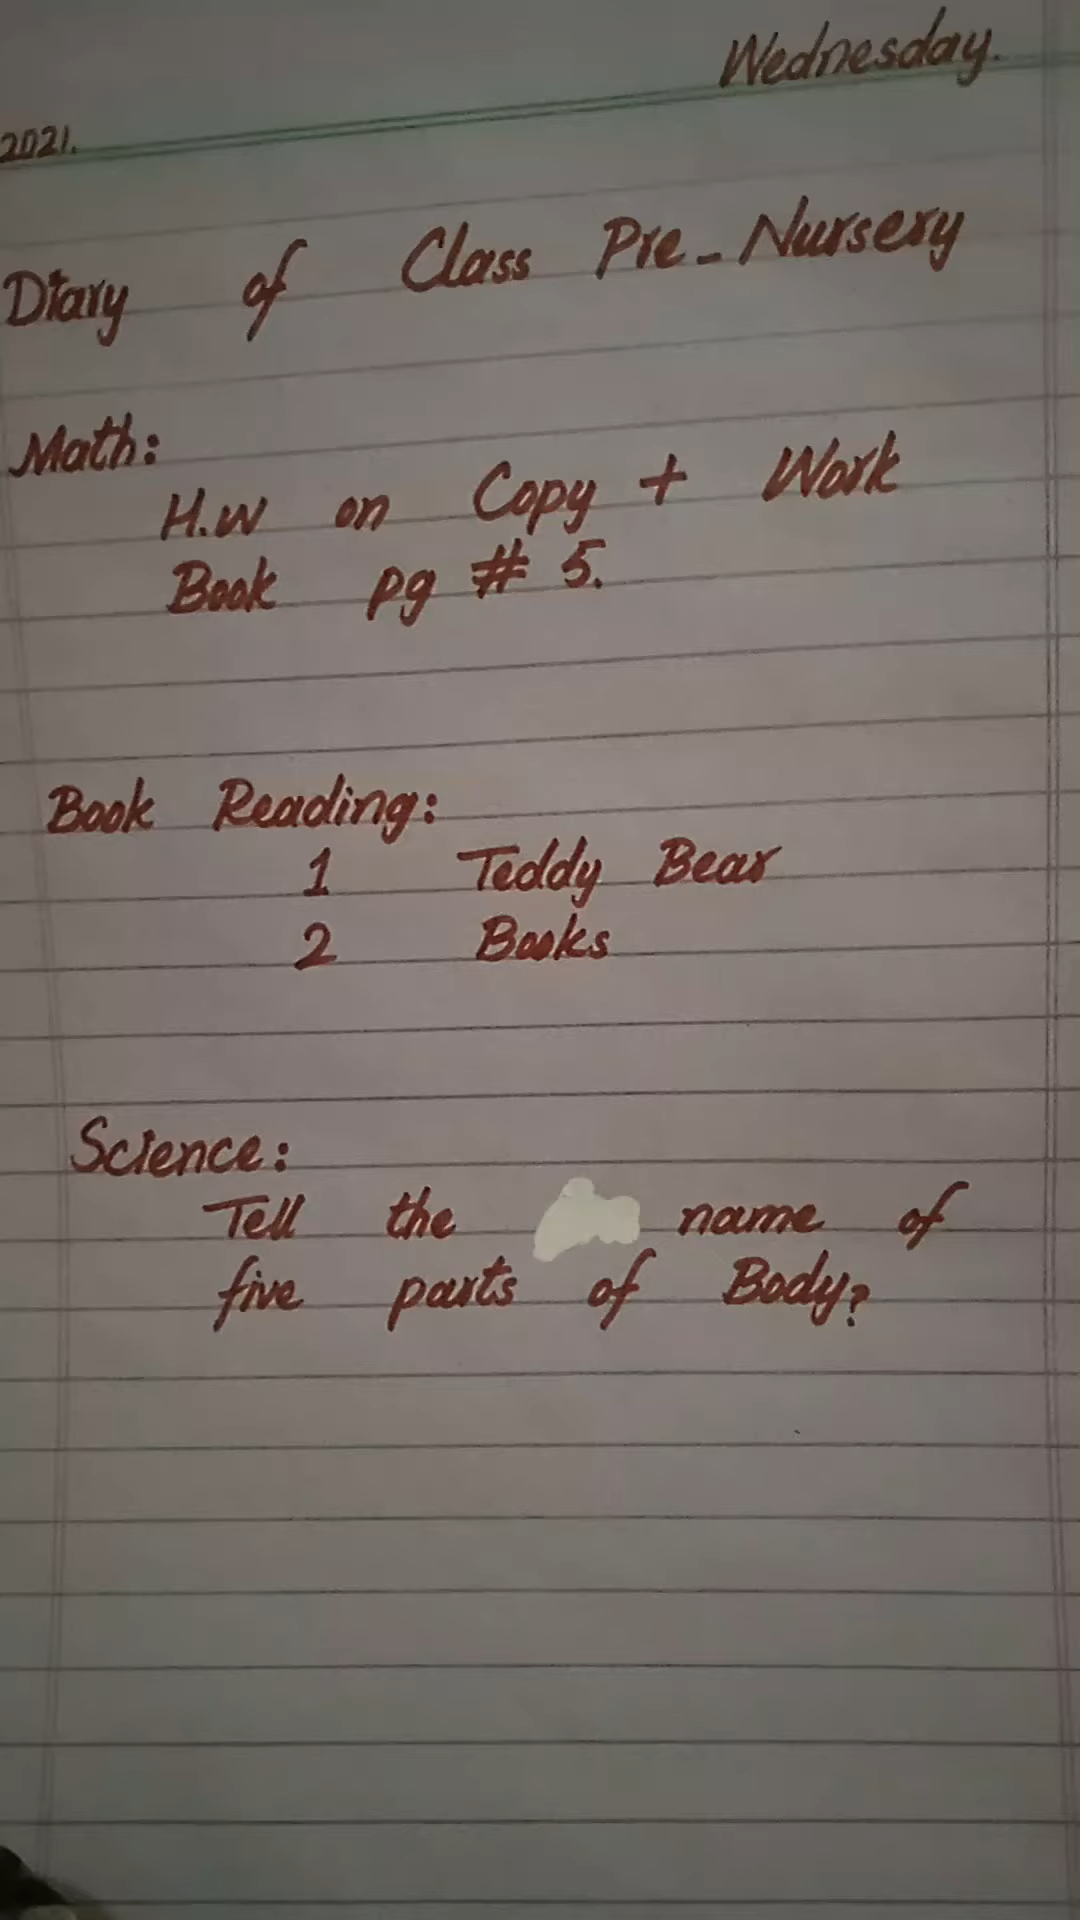 Wednesday.
2021.
Diary of Class Pre-Nursery
Math:
H.W on Copy + Work
Book pg # 5.
Book Reading:
1 Teddy Bear
2 Books
Science:
Tell the name of
five parts of Body?